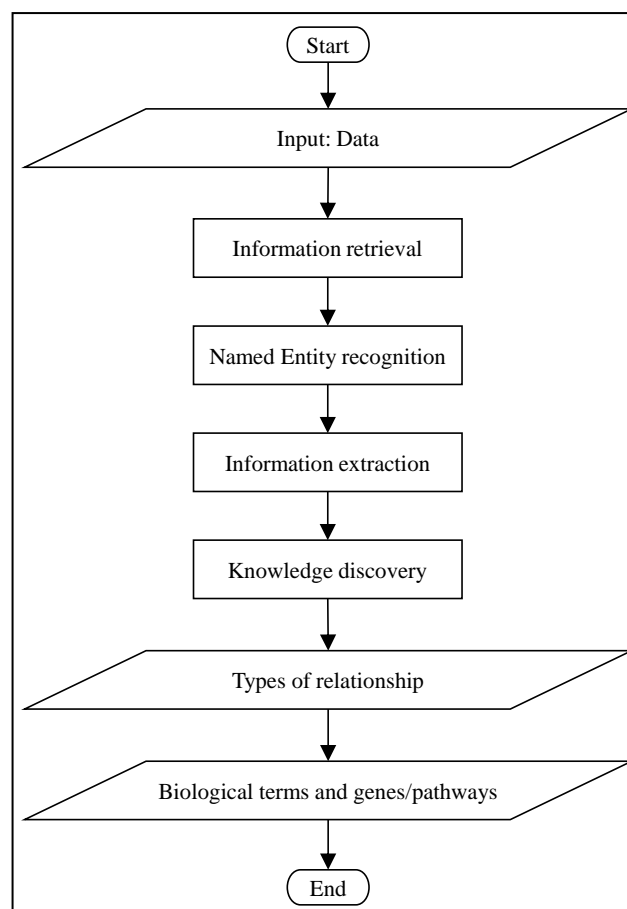 Start
Input: Data
Information retrieval
Named Entity recognition
Information extraction
Knowledge discovery
Types of relationship
Biological terms and genes/pathways
End